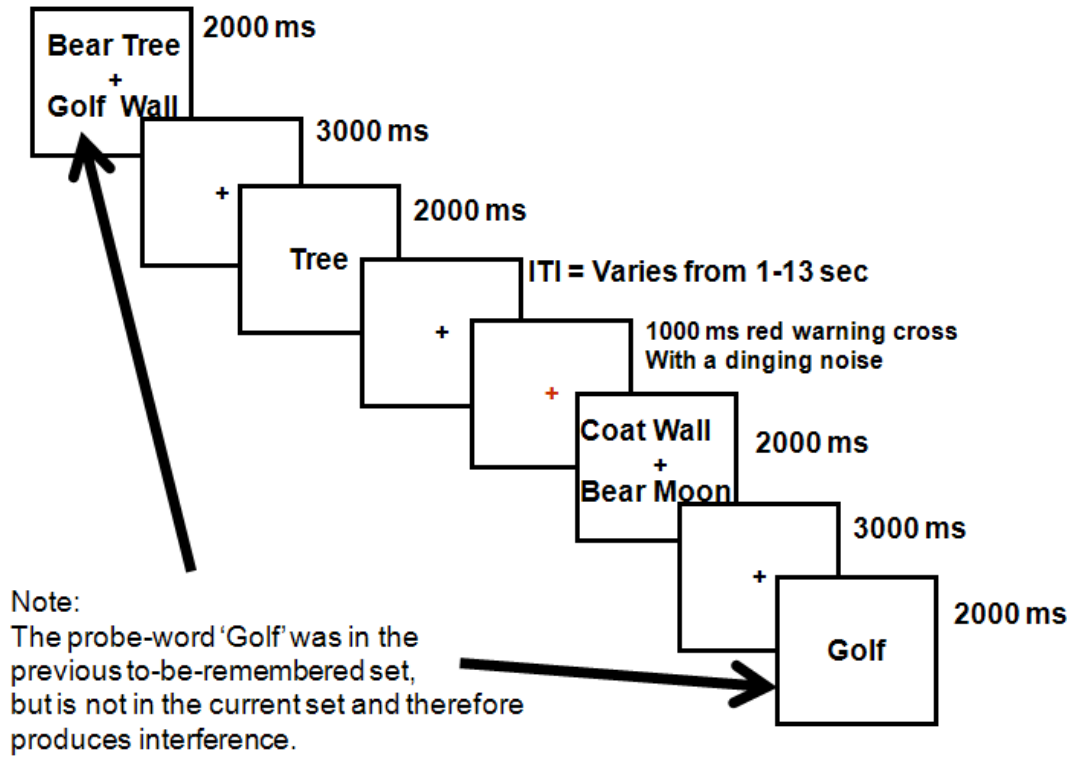 Bear Tree
+
Golf Wall
2000 ms
+
3000 ms
Tree
2000 ms
+
ITI = Varies from 1-13 sec
+
1000 ms red warning cross
With a dinging noise
Coat Wall
+
Bear Moon
2000 ms
+
3000 ms
Golf
2000 ms
Note:
The probe-word ‘Golf’ was in the
previous to-be-remembered set,
but is not in the current set and therefore
produces interference.